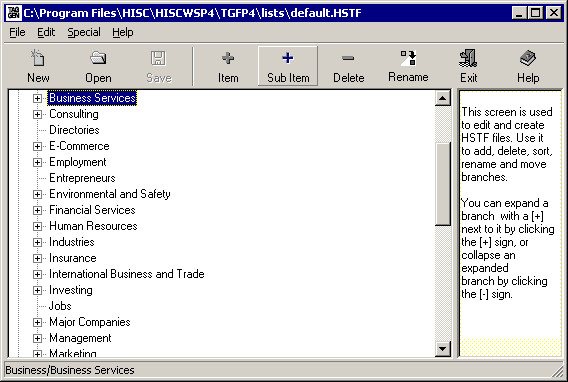 TAG GEN C:\Program Files\HISC\HISCWSP4\TGFP4\lists\default.HSTF
File Edit Special Help
New Open Save Item Sub Item Delete Rename Exit Help
Business Services
Consulting
Directories
E-Commerce
Employment
Entrepreneurs
Environmental and Safety
Financial Services
Human Resources
Industries
Insurance
International Business and Trade
Investing
Jobs
Major Companies
Management
Marketing
This screen is used
to edit and create
HSTF files. Use it
to add, delete, sort,
rename and move
branches.
You can expand a
branch with a [+]
next to it by clicking
the [+] sign, or
collapse an
expanded
branch by clicking
the [-] sign.
Business/Business Services